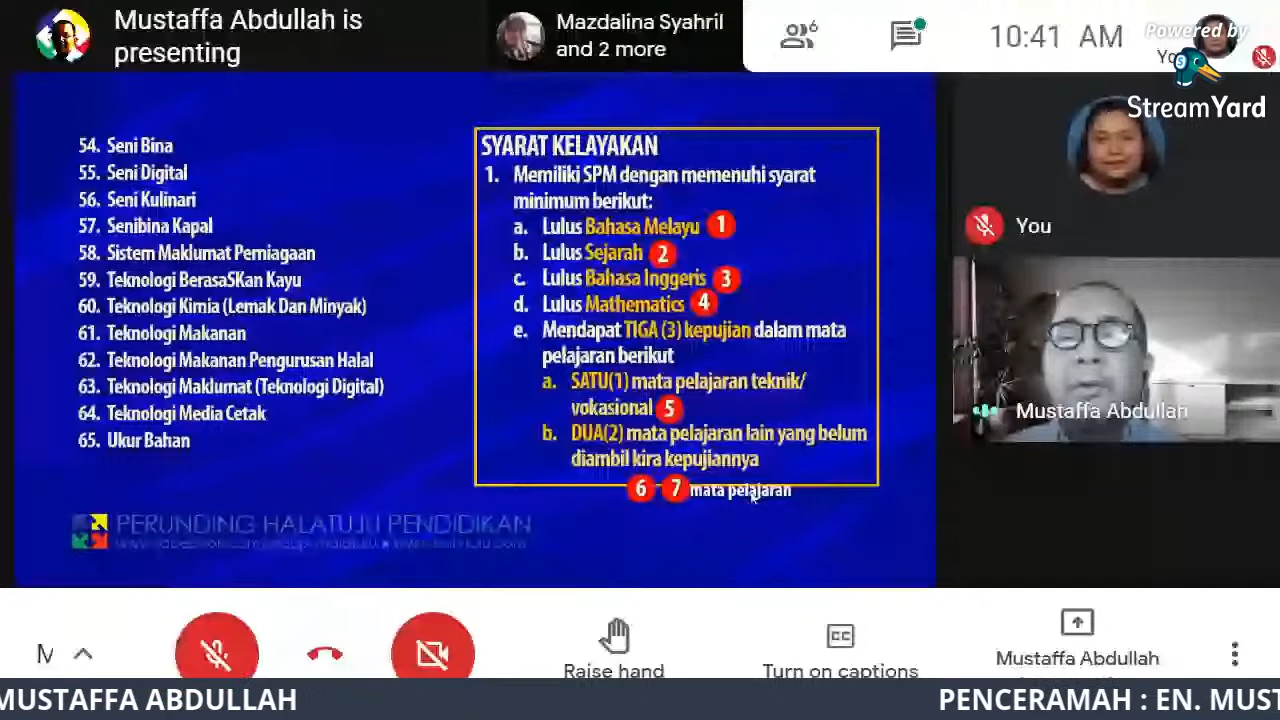 Mustaffa Abdullah is
presenting
Mazdalina Syahril
and 2 more
6
10:41 AM
Powered by
StreamYard
54. Seni Bina
55. Seni Digital
56. Seni Kulinari
57. Senibina Kapal
58. Sistem Maklumat Perniagaan
59. Teknologi BerasaSKan Kayu
60. Teknologi Kimia (Lemak Dan Minyak)
61. Teknologi Makanan
62. Teknologi Makanan Pengurusan Halal
63. Teknologi Maklumat (Teknologi Digital)
64. Teknologi Media Cetak
65. Ukur Bahan
SYARAT KELAYAKAN
1. Memiliki SPM dengan memenuhi syarat
minimum berikut:
a. Lulus Bahasa Melayu 1
b. Lulus Sejarah 2
c. Lulus Bahasa Inggeris 3
d. Lulus Mathematics 4
e. Mendapat TIGA (3) kepujian dalam mata
pelajaran berikut
a. SATU(1) mata pelajaran teknik/
vokasional 5
b. DUA(2) mata pelajaran lain yang belum
diambil kira kepujiannya
6 7 mata pelajaran
PERUNDING HALATUJU PENDIDIKAN
You
Mustaffa Abdullah
M
Raise hand
CC
Turn on captions
Mustaffa Abdullah
MUSTAFFA ABDULLAH
PENCERAMAH : EN. MUST